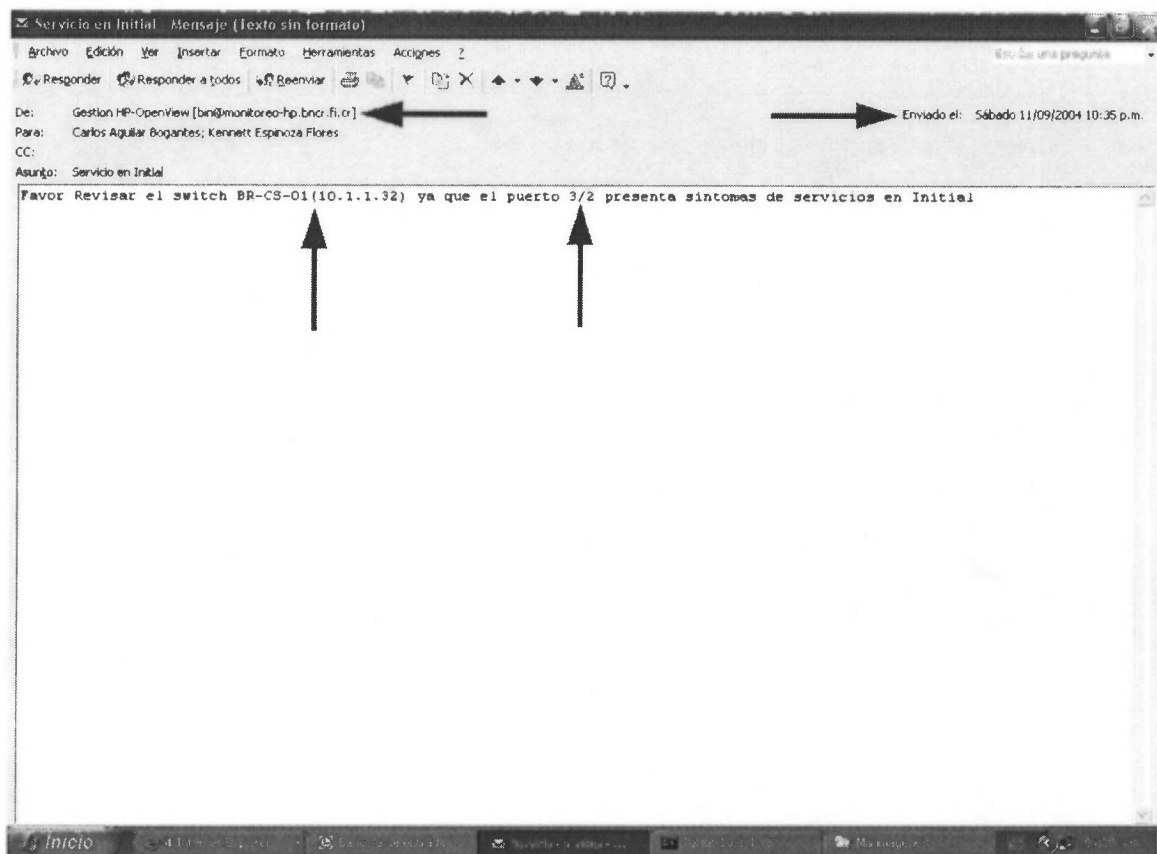 Servicio en Initial - Mensaje (Texto sin formato)
Archivo Edición Ver Insertar Formato Herramientas Acciones ?
Responder Responder a todos Reenviar
De: Gestion HP-OpenView [bin@monitoreo-hp.bncr.fi.cr] Enviado el: Sábado 11/09/2004 10:35 p.m.
Para: Carlos Aguilar Bogantes; Kennett Espinoza Flores
CC:
Asunto: Servicio en Initial
Favor Revisar el switch BR-CS-01(10.1.1.32) ya que el puerto 3/2 presenta sintomas de servicios en Initial
Inicio